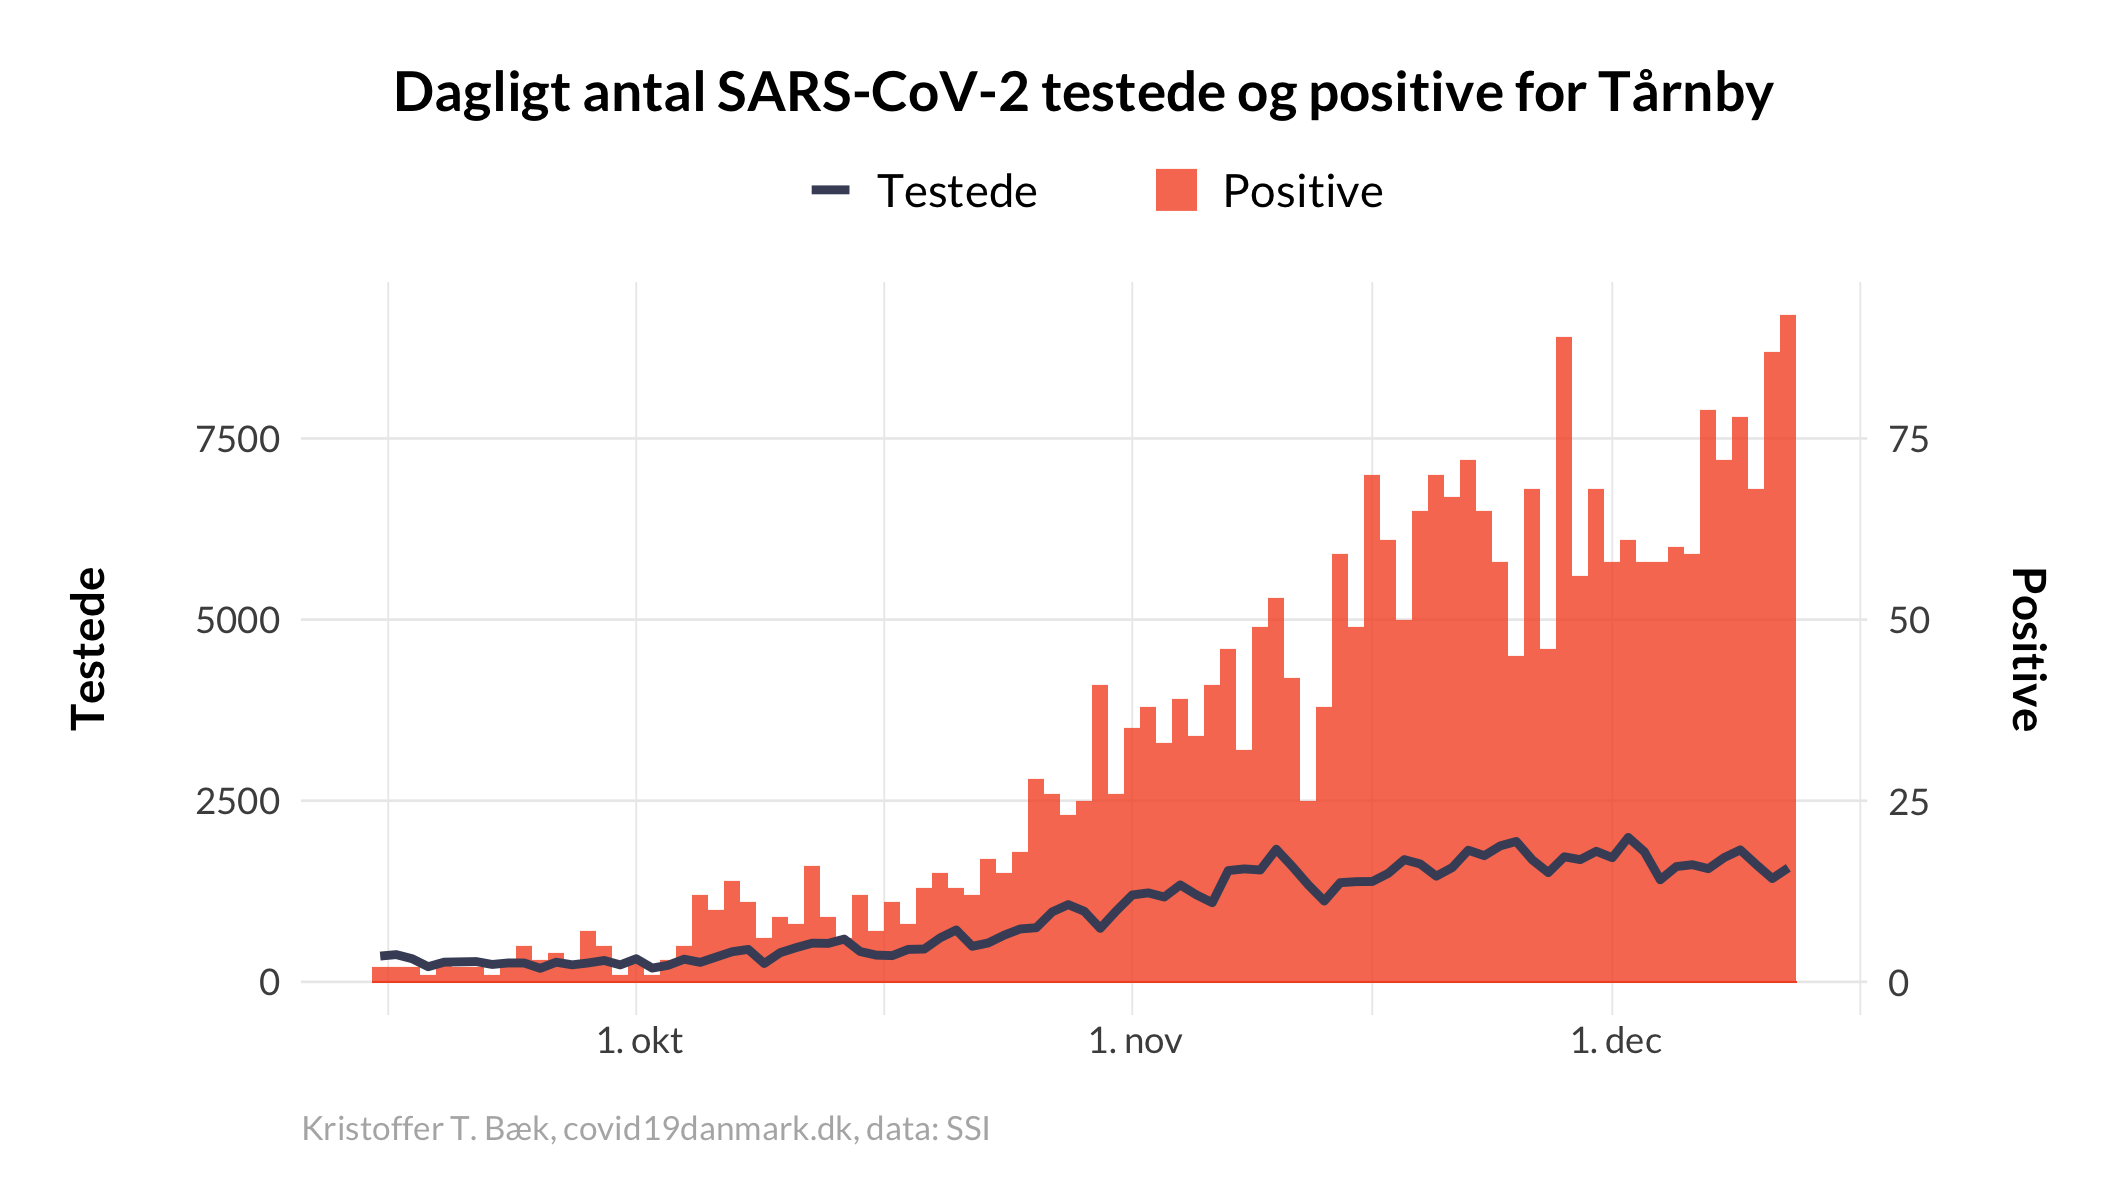 Dagligt antal SARS-CoV-2 testede og positive for Tårnby
Testede
Positive
7500
5000
2500
0
Testede
75
50
25
0
Positive
1. okt
1. nov
1. dec
Kristoffer T. Bæk, covid19danmark.dk, data: SSI